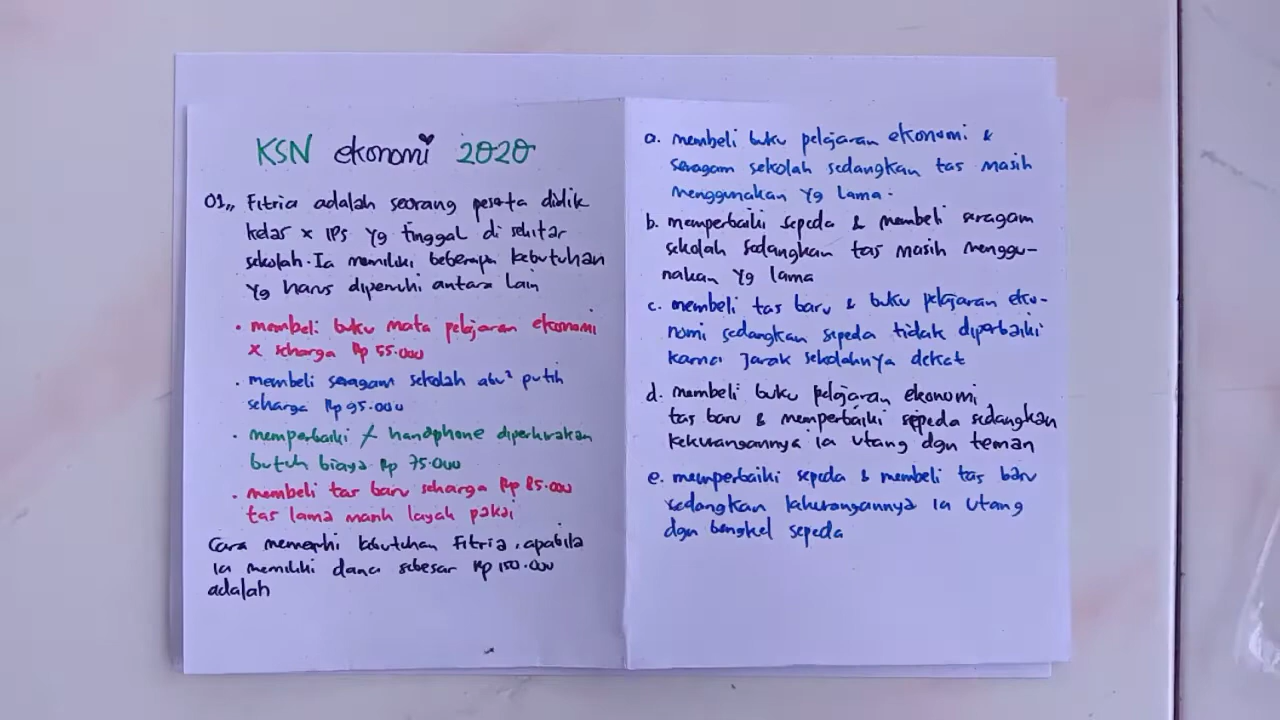 KSN ekonomi 2020
01,, Fitria adalah seorang peserta didik
kelas X IPS yg tinggal di sekitar
sekolah. Ia memiliki beberapa kebutuhan
yg harus dipenuhi antara lain
• membeli buku mata pelajaran ekonomi
X seharga Rp 55.000
• membeli seragam sekolah abu² putih
seharga Rp 95.000
• memperbaiki handphone diperkirakan
butuh biaya Rp 75.000
• membeli tas baru seharga Rp 85.000
tas lama masih layak pakai
Cara memenuhi kebutuhan Fitria, apabila
Ia memiliki dana sebesar Rp 150.000
adalah
a. membeli buku pelajaran ekonomi &
seragam sekolah sedangkan tas masih
menggunakan yg lama.
b. memperbaiki sepeda & membeli seragam
sekolah sedangkan tas masih menggu-
nakan yg lama
c. membeli tas baru & buku pelajaran eko-
nomi sedangkan sepeda tidak diperbaiki
karna jarak sekolahnya dekat
d. membeli buku pelajaran ekonomi,
tas baru & memperbaiki sepeda sedangkan
kekurangannya ia utang dgn teman
e. memperbaiki sepeda & membeli tas baru
sedangkan kekurangannya ia utang
dgn bengkel sepeda